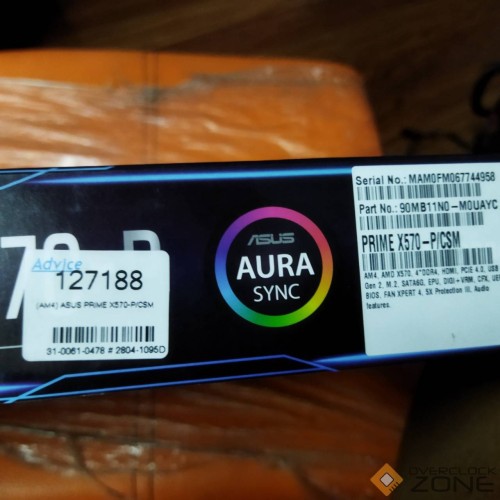 Serial No.: MAM0FM067744958
Part No.: 90MB11N0-M0UAYC
PRIME X570-P/CSM
AM4, AMD X570, 4*DDR4, HDMI, PCIE 4.0, USB
Gen 2, M.2, SATA6G, EPU, DIGI+ VRM, CFX, UEFI
BIOS, FAN XPERT 4, 5X Protection III, Audio
features.
ASUS
AURA
SYNC
Advice
127188
(AM4) ASUS PRIME X570-P/CSM
31-0061-0478 # 2804-1095D
OVERCLOCK
ZONE